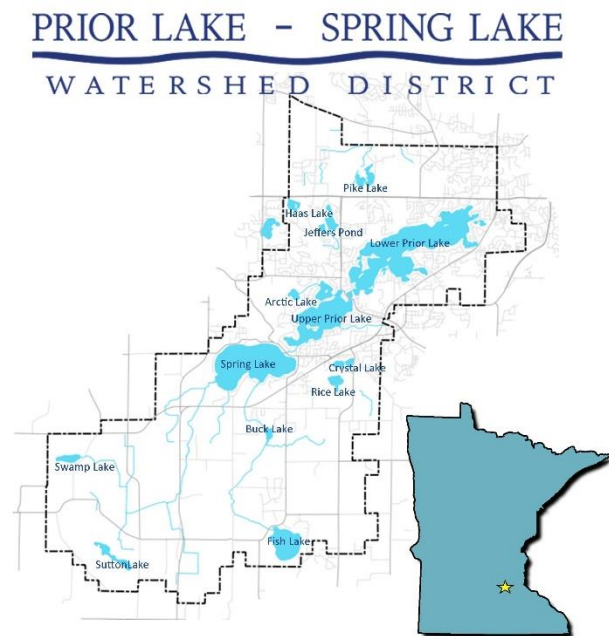 PRIOR LAKE - SPRING LAKE
WATERSHED DISTRICT
Pike Lake
Haas Lake
Jeffers Pond
Lower Prior Lake
Arctic Lake
Upper Prior Lake
Spring Lake
Crystal Lake
Rice Lake
Buck Lake
Swamp Lake
Fish Lake
Sutton Lake